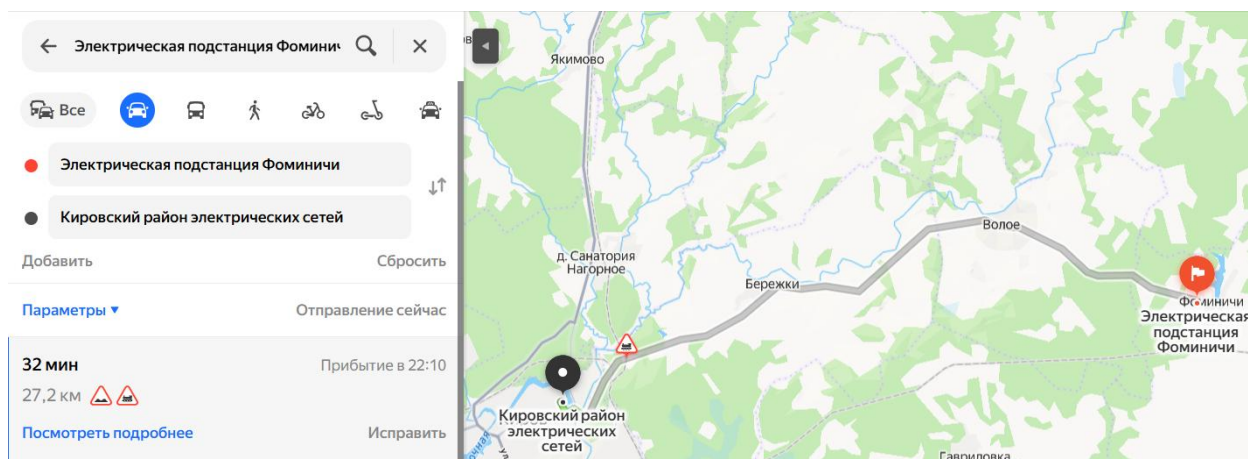 Электрическая подстанция Фоминич
Все
Электрическая подстанция Фоминичи
Кировский район электрических сетей
Добавить
Сбросить
Параметры ▾
Отправление сейчас
32 мин
Прибытие в 22:10
27,2 км
Посмотреть подробнее
Исправить
Якимово
д. Санатория
Нагорное
Бережки
Волое
Фоминичи
Электрическая
подстанция
Фоминичи
Кировский район
электрических
сетей
Гавриловка